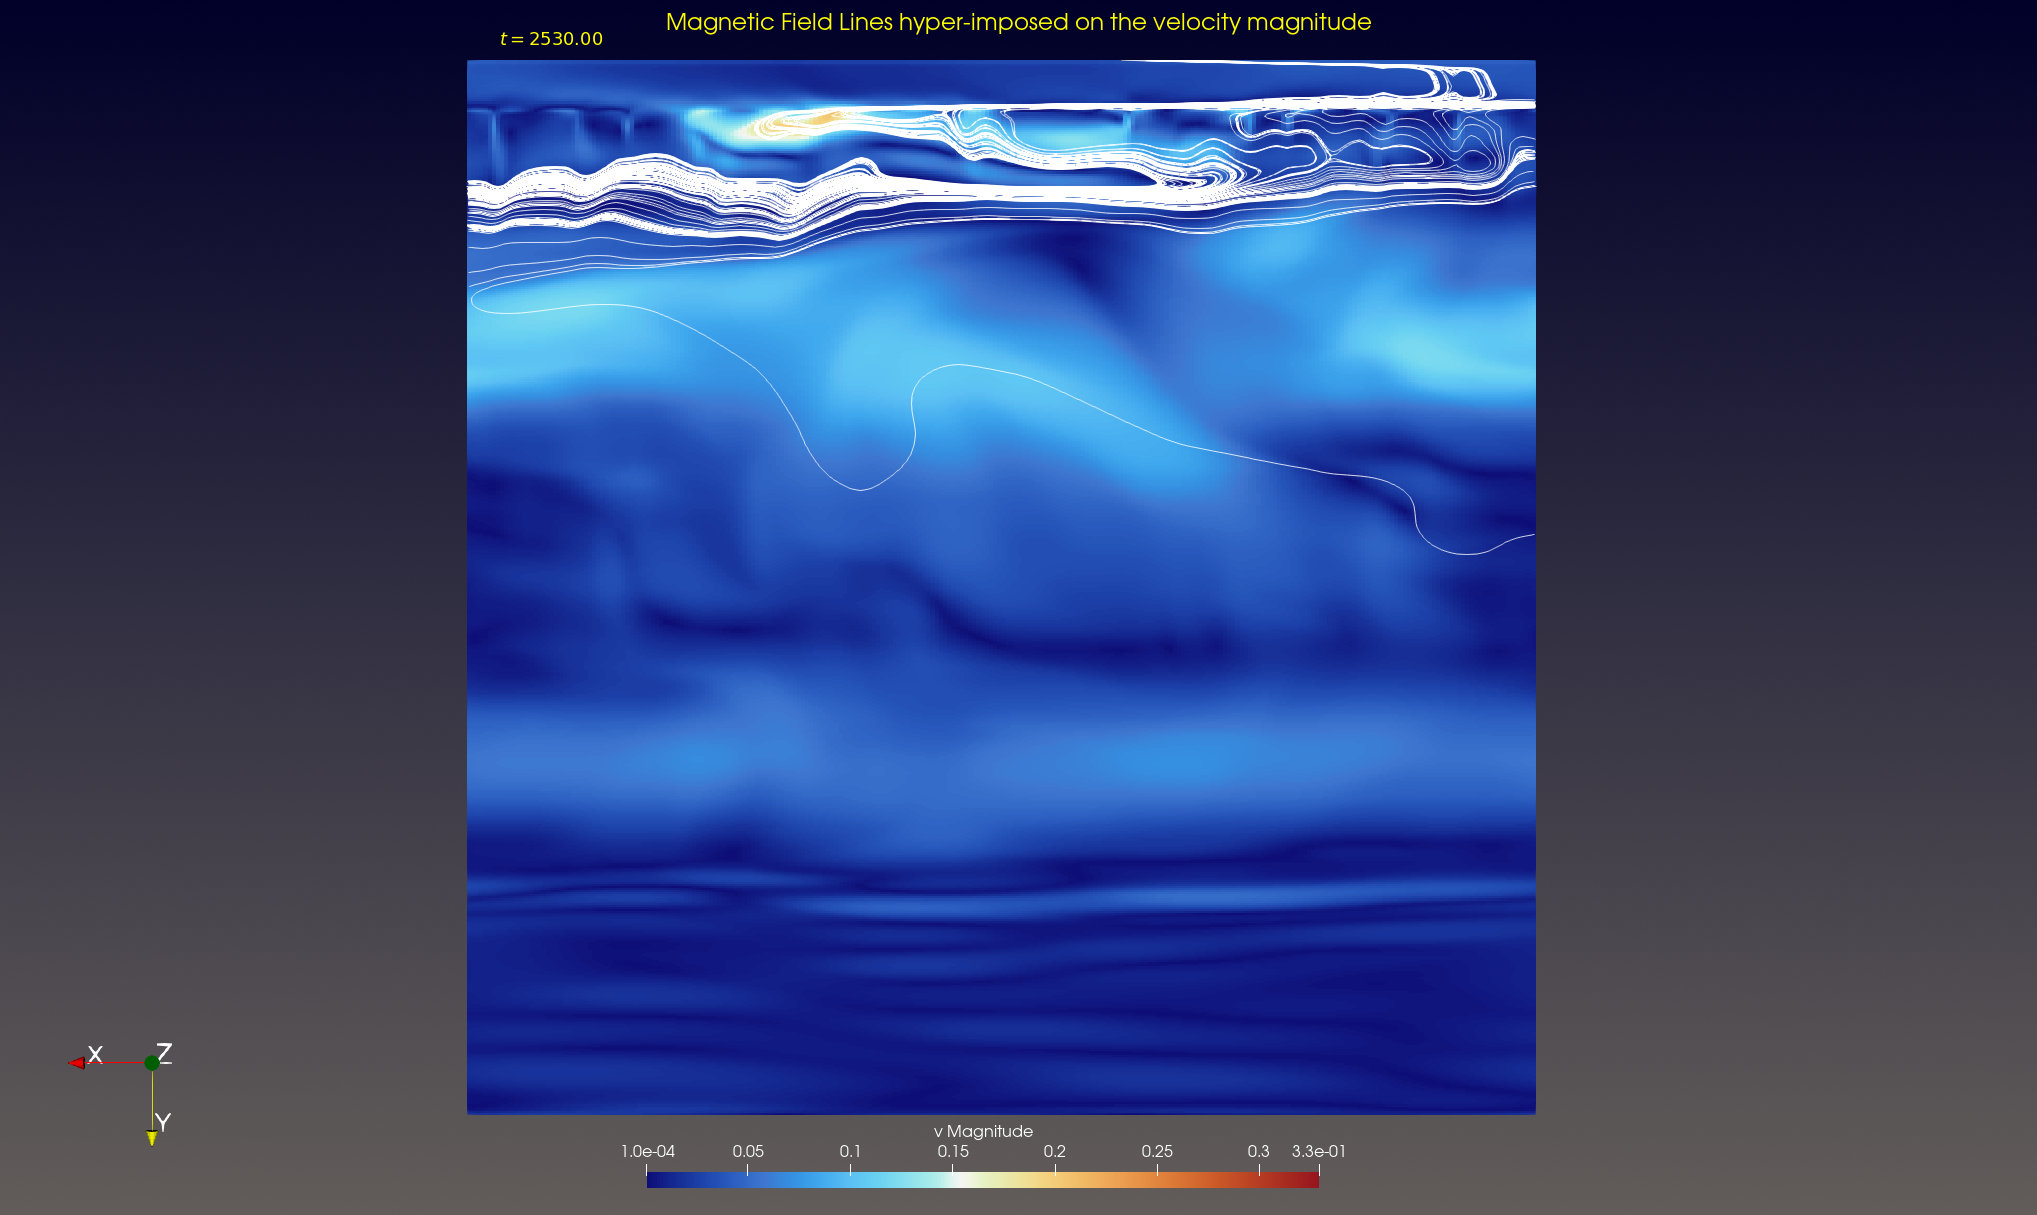 Magnetic Field Lines hyper-imposed on the velocity magnitude
t = 2530.00
X
Z
Y
v Magnitude
1.0e-04 0.05 0.1 0.15 0.2 0.25 0.3 3.3e-01